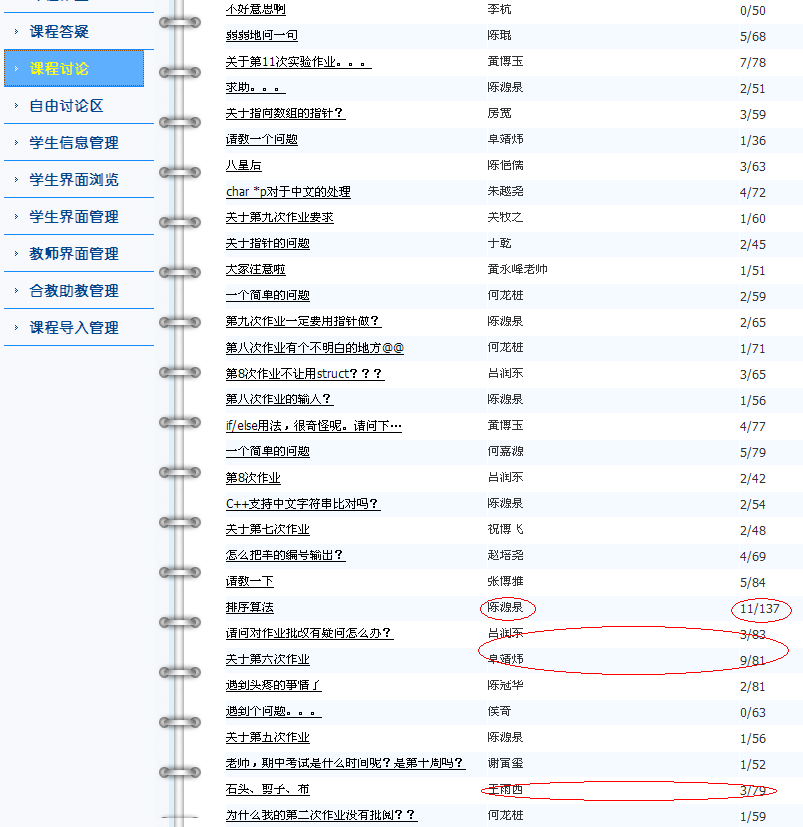 课程答疑
课程讨论
自由讨论区
学生信息管理
学生界面浏览
学生界面管理
教师界面管理
合教助教管理
课程导入管理
不好意思啊 李杭 0/50
弱弱地问一句 陈琨 5/68
关于第11次实验作业。。。 黄博玉 7/78
求助。。。 陈源泉 2/51
关于指向数组的指针？ 房宽 3/59
请教一个问题 卓靖炜 1/36
八皇后 陈俋儒 3/63
char *p对于中文的处理 朱越尧 4/72
关于第九次作业要求 关牧之 1/60
关于指针的问题 于乾 2/45
大家注意啦 黄永峰老师 1/51
一个简单的问题 何龙桩 2/59
第九次作业一定要用指针做？ 陈源泉 2/65
第八次作业有个不明白的地方@@ 何龙桩 1/71
第8次作业不让用struct？？？ 吕润东 3/65
第八次作业的输入？ 陈源泉 1/56
if/else用法，很奇怪呢。请问下… 黄博玉 4/77
一个简单的问题 何嘉源 5/79
第8次作业 吕润东 2/42
C++支持中文字符串比对吗？ 陈源泉 2/54
关于第七次作业 祝博飞 2/48
怎么把羊的编号输出？ 赵培尧 4/69
请教一下 张博雅 5/84
排序算法 陈源泉 11/137
请问对作业批改有疑问怎么办？ 吕润东 3/83
关于第六次作业 卓靖炜 9/81
遇到头疼的事情了 陈冠华 2/81
遇到个问题。。。 侯奇 0/63
关于第五次作业 陈源泉 1/56
老师，期中考试是什么时间呢？是第十周吗？ 谢寅玺 1/52
石头、剪子、布 王雨西 3/79
为什么我的第二次作业没有批阅？？ 何龙桩 1/59